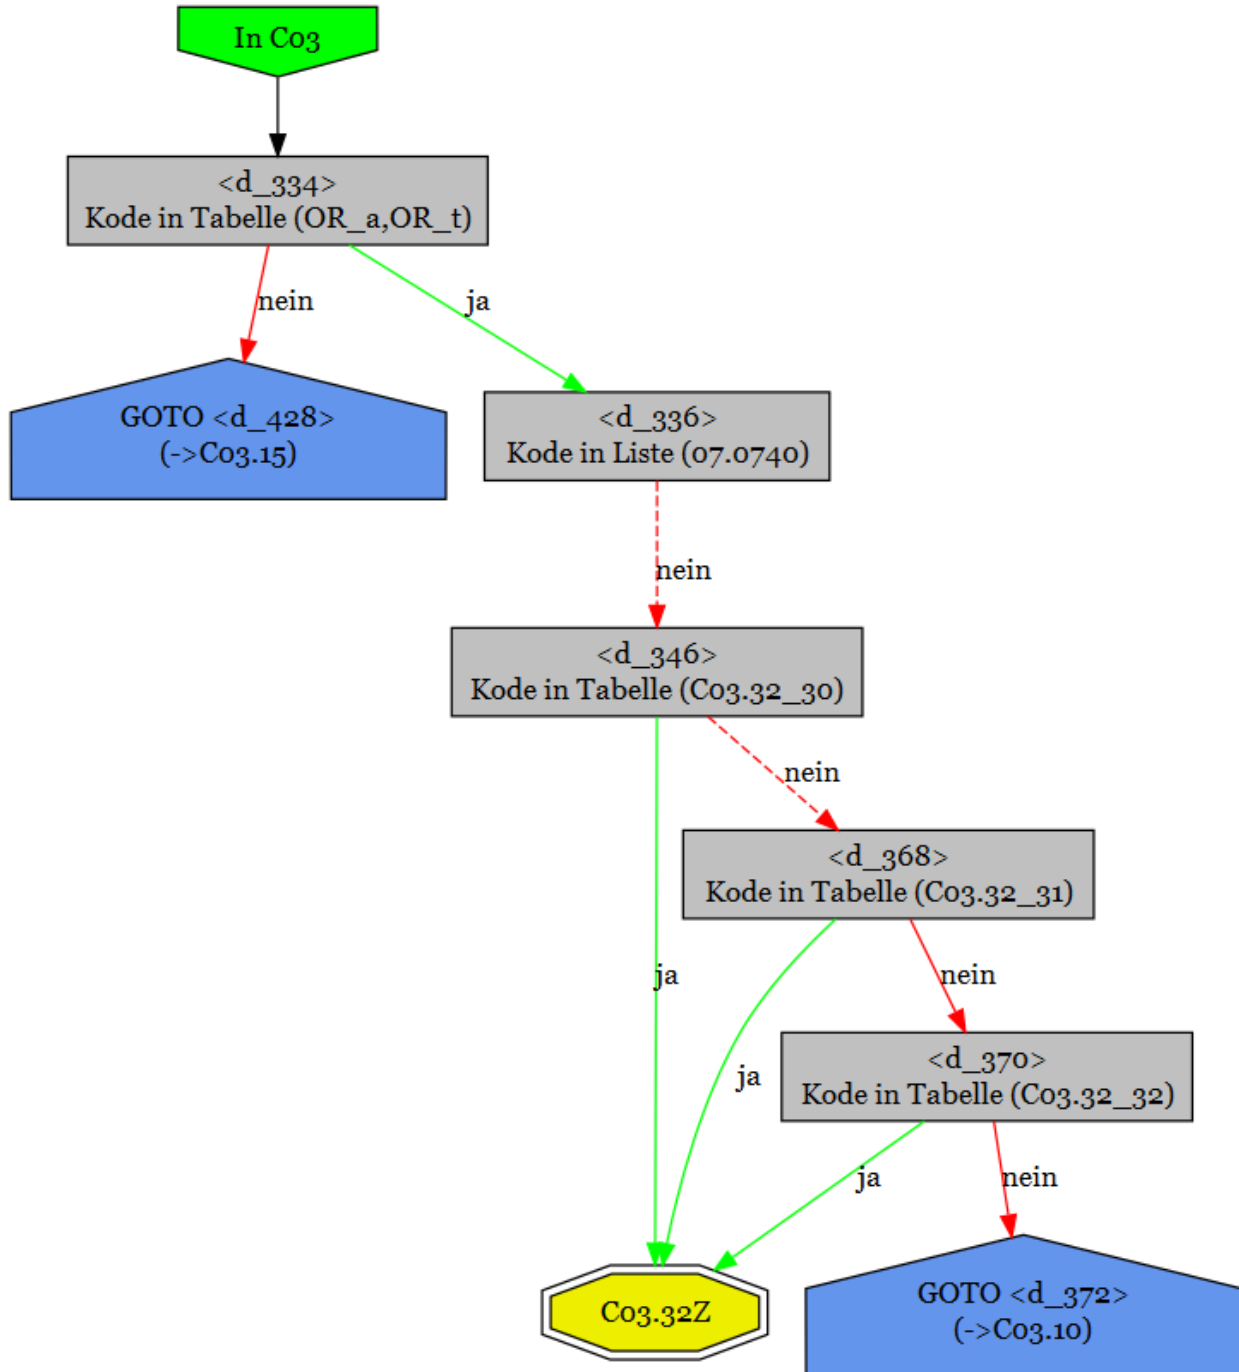 In C03
<d_334>
Kode in Tabelle (OR_a,OR_t)
nein
ja
GOTO <d_428>
(->C03.15)
<d_336>
Kode in Liste (07.0740)
nein
<d_346>
Kode in Tabelle (C03.32_30)
nein
<d_368>
Kode in Tabelle (C03.32_31)
ja
nein
<d_370>
Kode in Tabelle (C03.32_32)
ja
ja
nein
C03.32Z
GOTO <d_372>
(->C03.10)